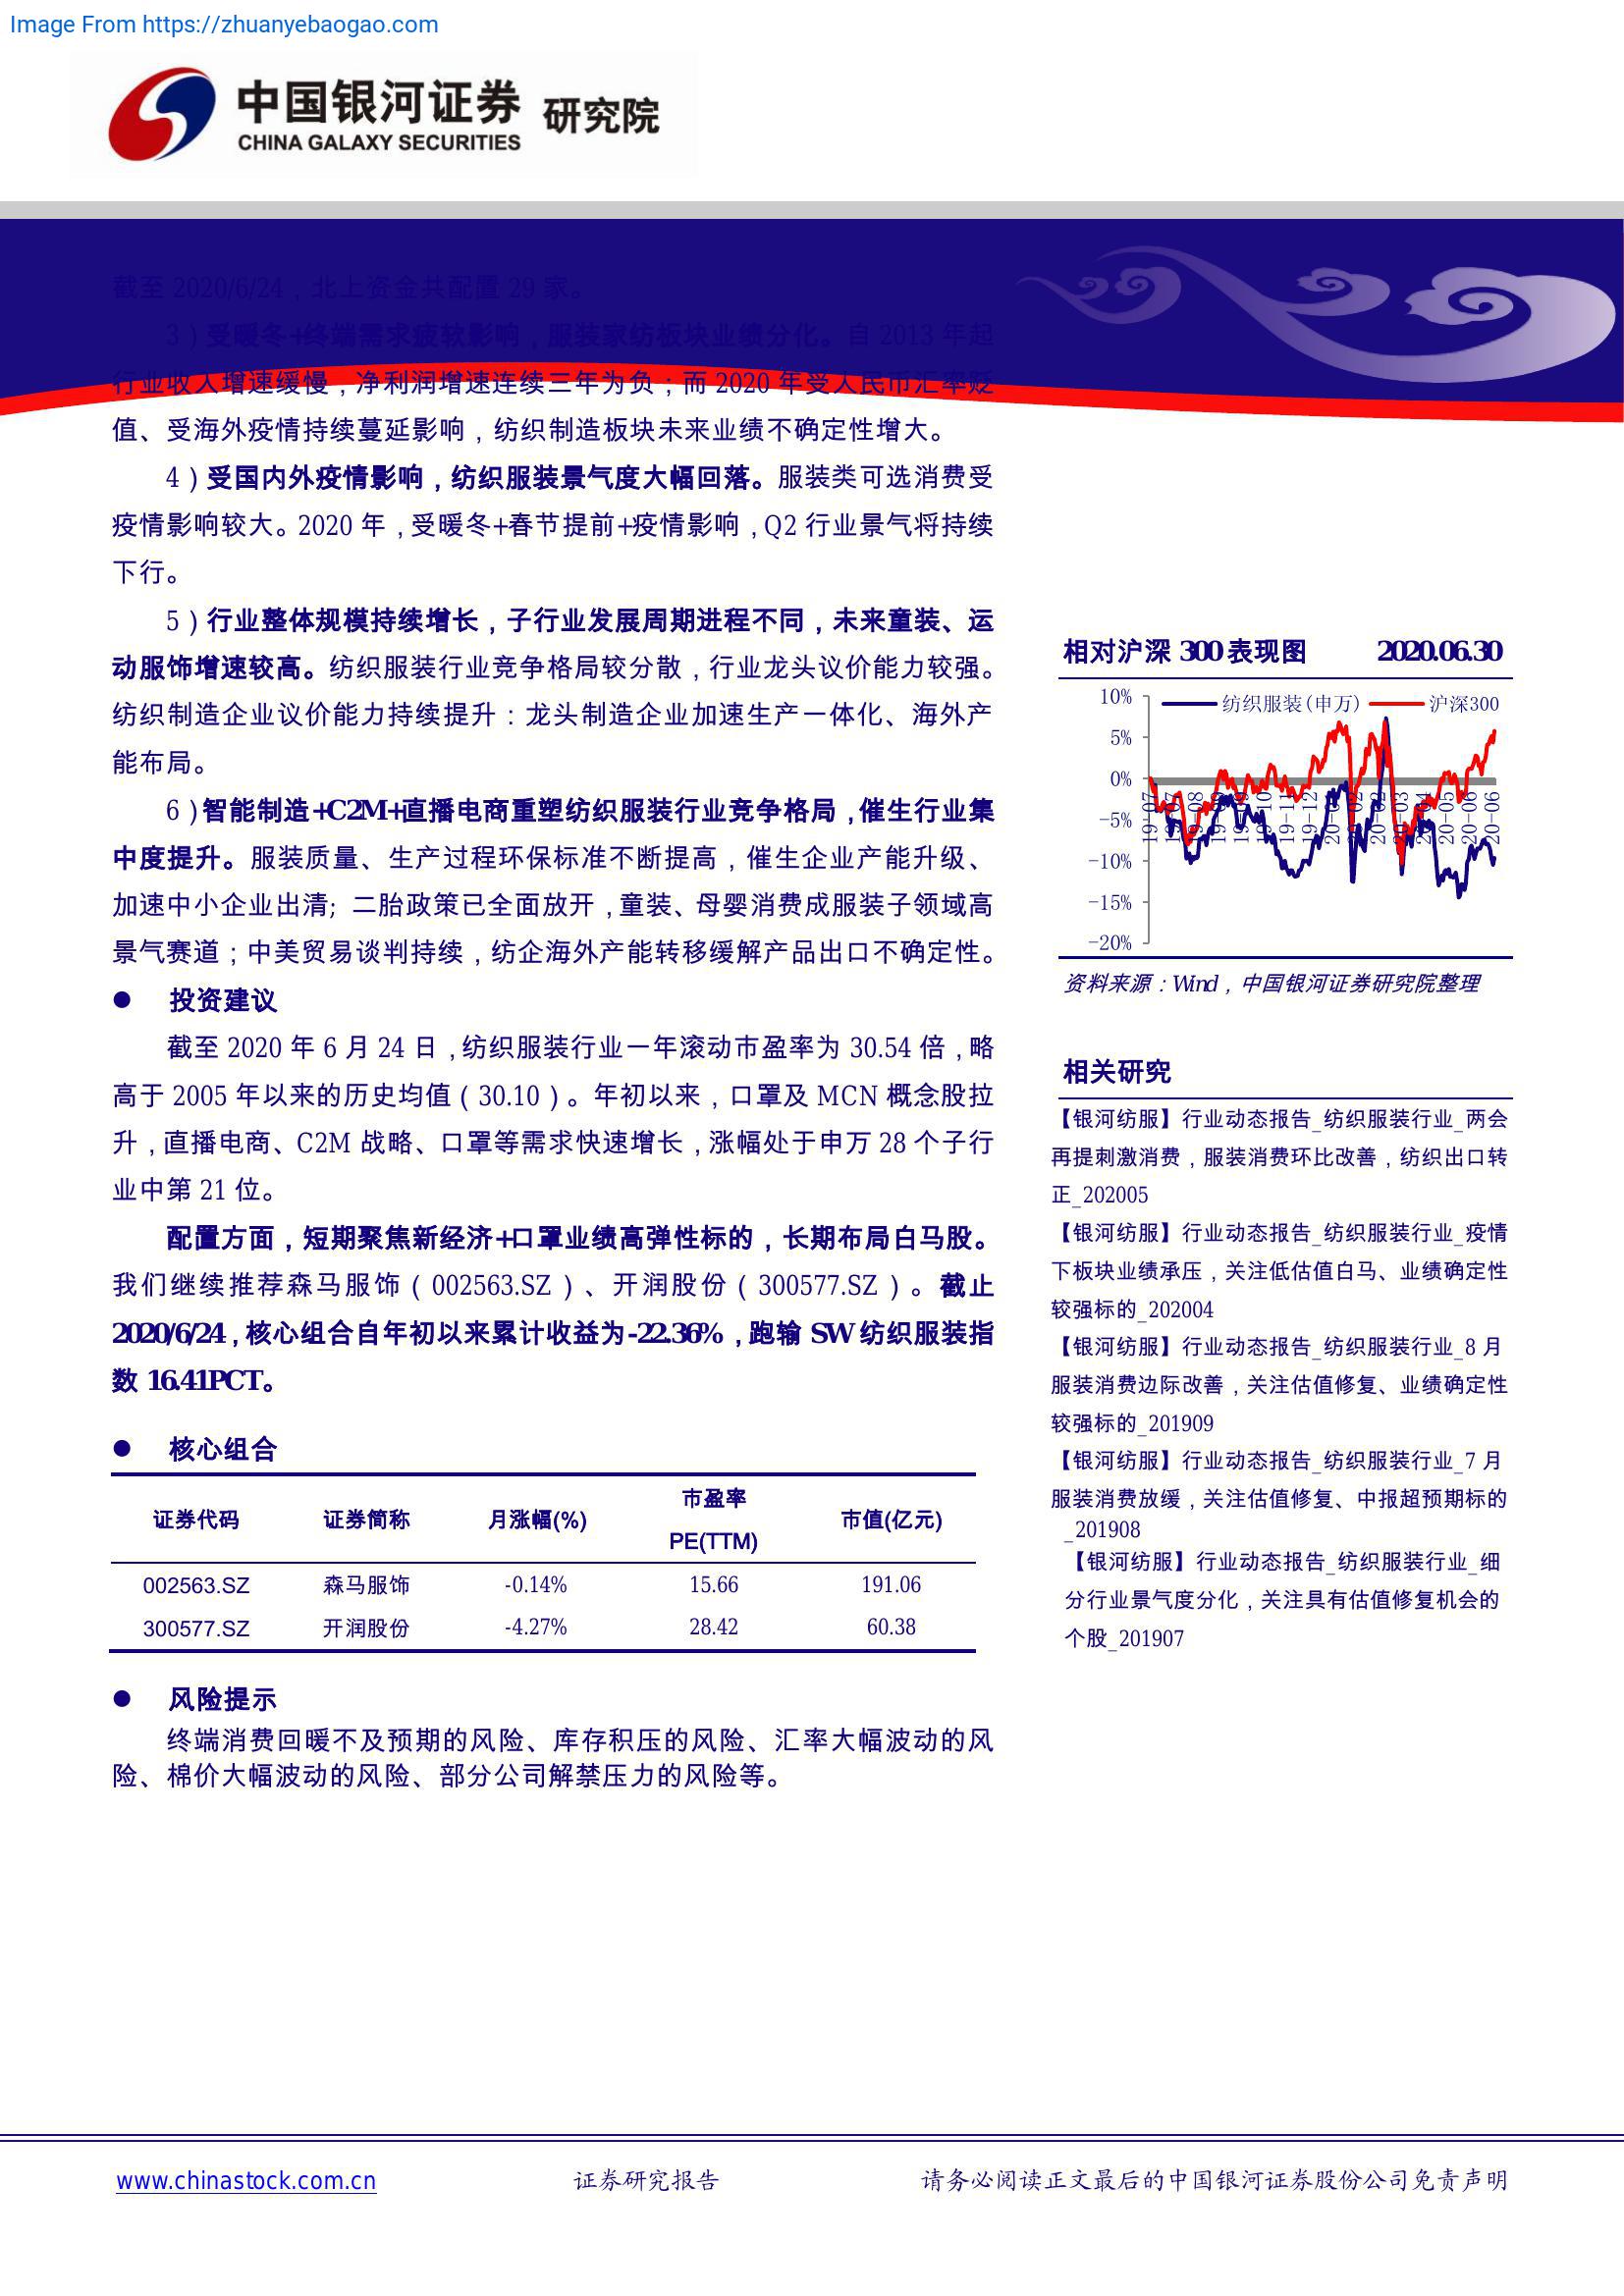 Image From https://zhuanyebaogao.com
中国银河证券 研究院
CHINA GALAXY SECURITIES
截至 2020/6/24，北上资金共配置 29 家。
3）受暖冬+终端需求疲软影响，服装家纺板块业绩分化。自 2013 年起
行业收入增速缓慢，净利润增速连续三年为负；而 2020 年受人民币汇率贬
值、受海外疫情持续蔓延影响，纺织制造板块未来业绩不确定性增大。
4）受国内外疫情影响，纺织服装景气度大幅回落。服装类可选消费受
疫情影响较大。2020 年，受暖冬+春节提前+疫情影响，Q2 行业景气将持续
下行。
5）行业整体规模持续增长，子行业发展周期进程不同，未来童装、运
动服饰增速较高。纺织服装行业竞争格局较分散，行业龙头议价能力较强。
纺织制造企业议价能力持续提升：龙头制造企业加速生产一体化、海外产
能布局。
6）智能制造+C2M+直播电商重塑纺织服装行业竞争格局，催生行业集
中度提升。服装质量、生产过程环保标准不断提高，催生企业产能升级、
加速中小企业出清；二胎政策已全面放开，童装、母婴消费成服装子领域高
景气赛道；中美贸易谈判持续，纺企海外产能转移缓解产品出口不确定性。
● 投资建议
截至 2020 年 6 月 24 日，纺织服装行业一年滚动市盈率为 30.54 倍，略
高于 2005 年以来的历史均值（30.10）。年初以来，口罩及 MCN 概念股拉
升，直播电商、C2M 战略、口罩等需求快速增长，涨幅处于申万 28 个子行
业中第 21 位。
配置方面，短期聚焦新经济+口罩业绩高弹性标的，长期布局白马股。
我们继续推荐森马服饰（002563.SZ）、开润股份（300577.SZ）。截止
2020/6/24，核心组合自年初以来累计收益为-22.36%，跑输 SW 纺织服装指
数 16.41PCT。
● 核心组合
证券代码 证券简称 月涨幅(%) 市盈率 PE(TTM) 市值(亿元)
002563.SZ 森马服饰 -0.14% 15.66 191.06
300577.SZ 开润股份 -4.27% 28.42 60.38
● 风险提示
终端消费回暖不及预期的风险、库存积压的风险、汇率大幅波动的风
险、棉价大幅波动的风险、部分公司解禁压力的风险等。
相对沪深 300 表现图 2020.06.30
纺织服装(申万) 沪深300
10%
5%
0%
-5%
-10%
-15%
-20%
19-07 19-07 19-08 19-09 19-9 19-10 19-11 19-12 20-02 20-02 20-03 20-05 20-06 20-06
资料来源：Wind，中国银河证券研究院整理
相关研究
【银河纺服】行业动态报告_纺织服装行业_两会
再提刺激消费，服装消费环比改善，纺织出口转
正_202005
【银河纺服】行业动态报告_纺织服装行业_疫情
下板块业绩承压，关注低估值白马、业绩确定性
较强标的_202004
【银河纺服】行业动态报告_纺织服装行业_8 月
服装消费边际改善，关注估值修复、业绩确定性
较强标的_201909
【银河纺服】行业动态报告_纺织服装行业_7 月
服装消费放缓，关注估值修复、中报超预期标的
_201908
【银河纺服】行业动态报告_纺织服装行业_细
分行业景气度分化，关注具有估值修复机会的
个股_201907
www.chinastock.com.cn 证券研究报告 请务必阅读正文最后的中国银河证券股份公司免责声明